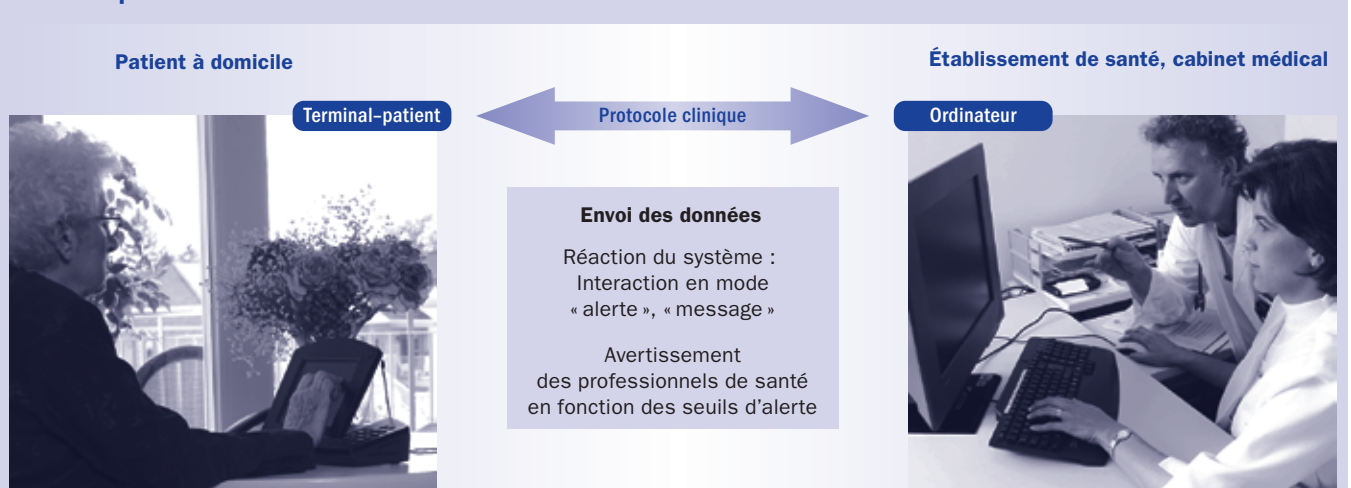 Patient à domicile
Établissement de santé, cabinet médical
Terminal–patient
Protocole clinique
Ordinateur
Envoi des données
Réaction du système :
Interaction en mode
« alerte », « message »
Avertissement
des professionnels de santé
en fonction des seuils d’alerte